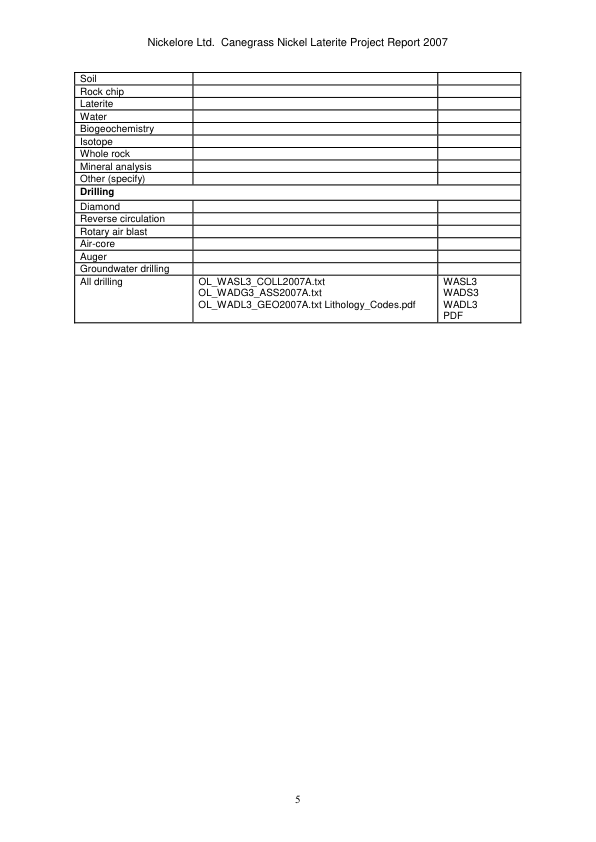 Nickelore Ltd.  Canegrass Nickel Laterite Project Report 2007
Soil
Rock chip
Laterite
Water
Biogeochemistry
Isotope
Whole rock
Mineral analysis
Other (specify)
Drilling
Diamond
Reverse circulation
Rotary air blast
Air-core
Auger
Groundwater drilling
All drilling OL_WASL3_COLL2007A.txt WASL3
OL_WADG3_ASS2007A.txt WADS3
OL_WADL3_GEO2007A.txt Lithology_Codes.pdf WADL3
PDF
5